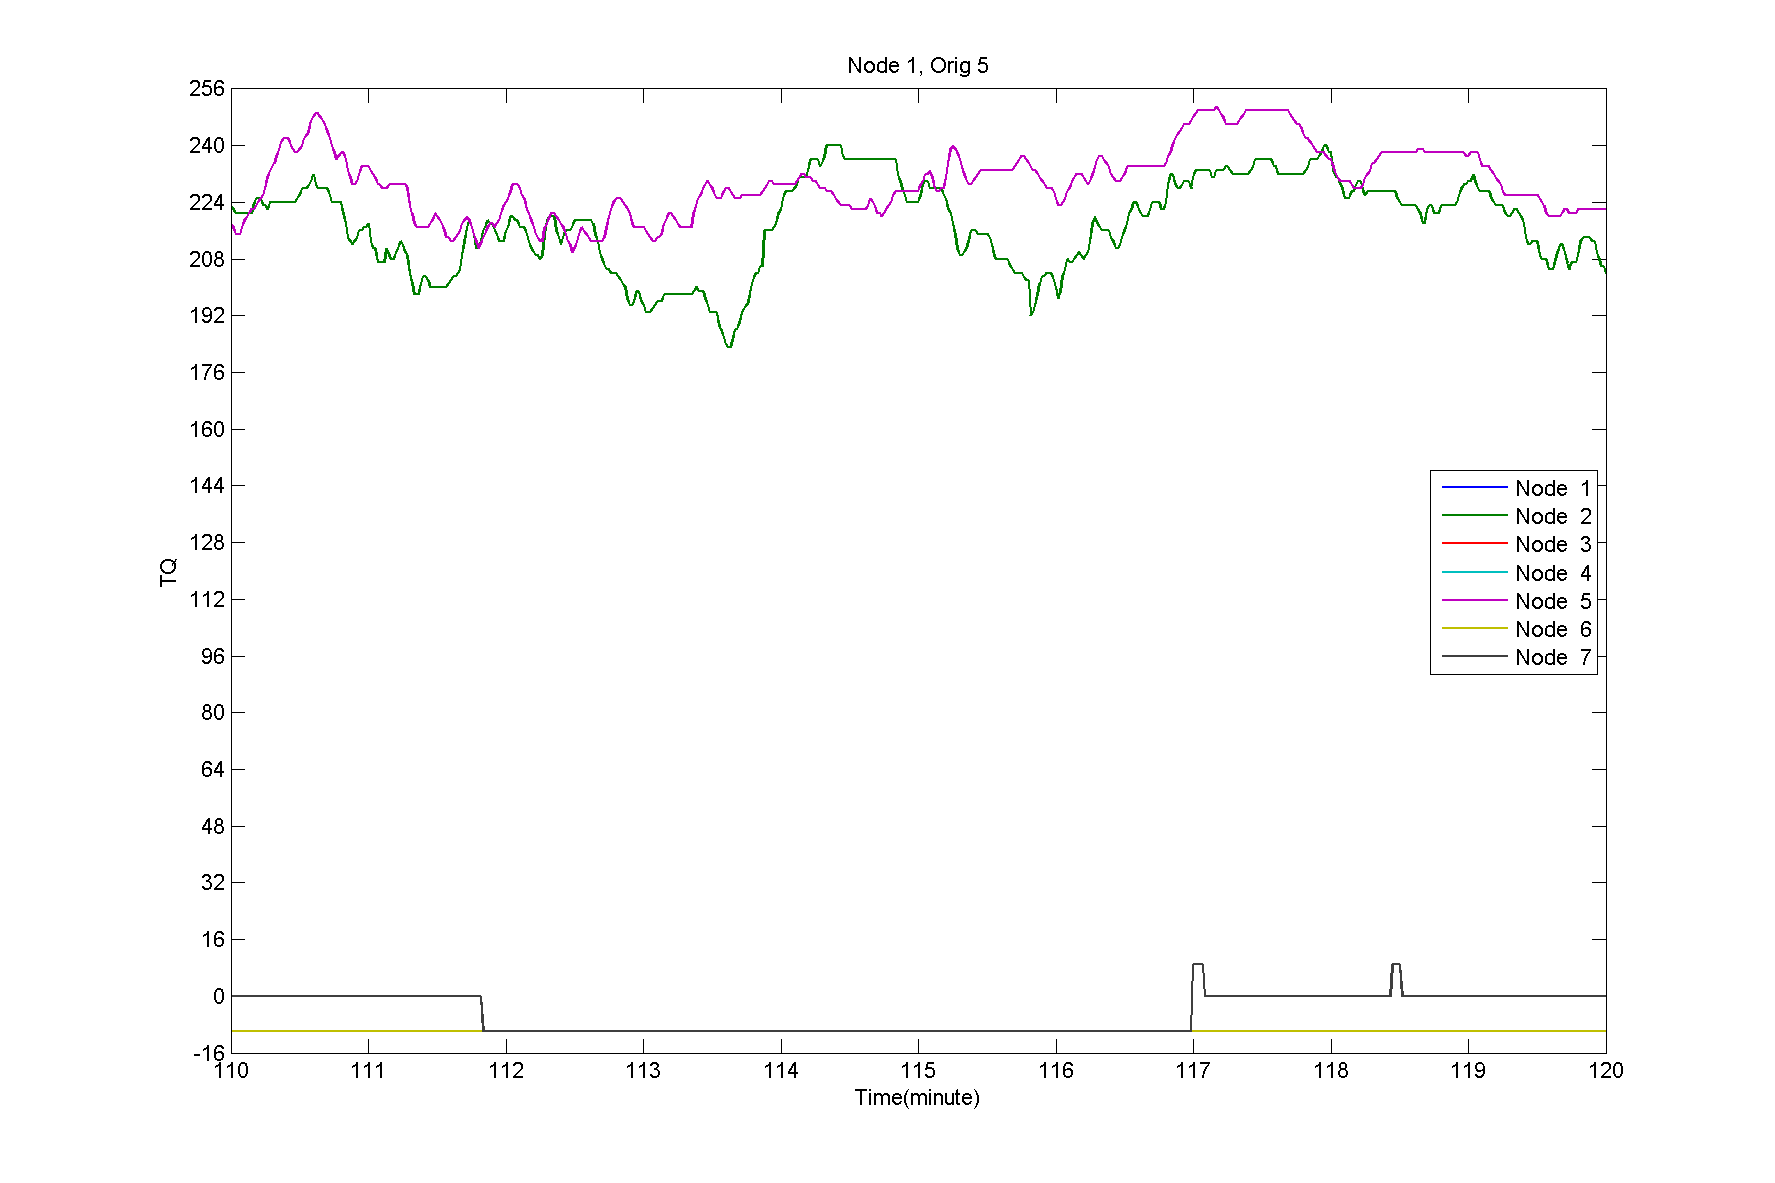 Node 1, Orig 5
256
240
224
208
192
176
160
144
128
112
96
80
64
48
32
16
0
-16
TQ
Node 1
Node 2
Node 3
Node 4
Node 5
Node 6
Node 7
110 111 112 113 114 115 116 117 118 119 120
Time(minute)